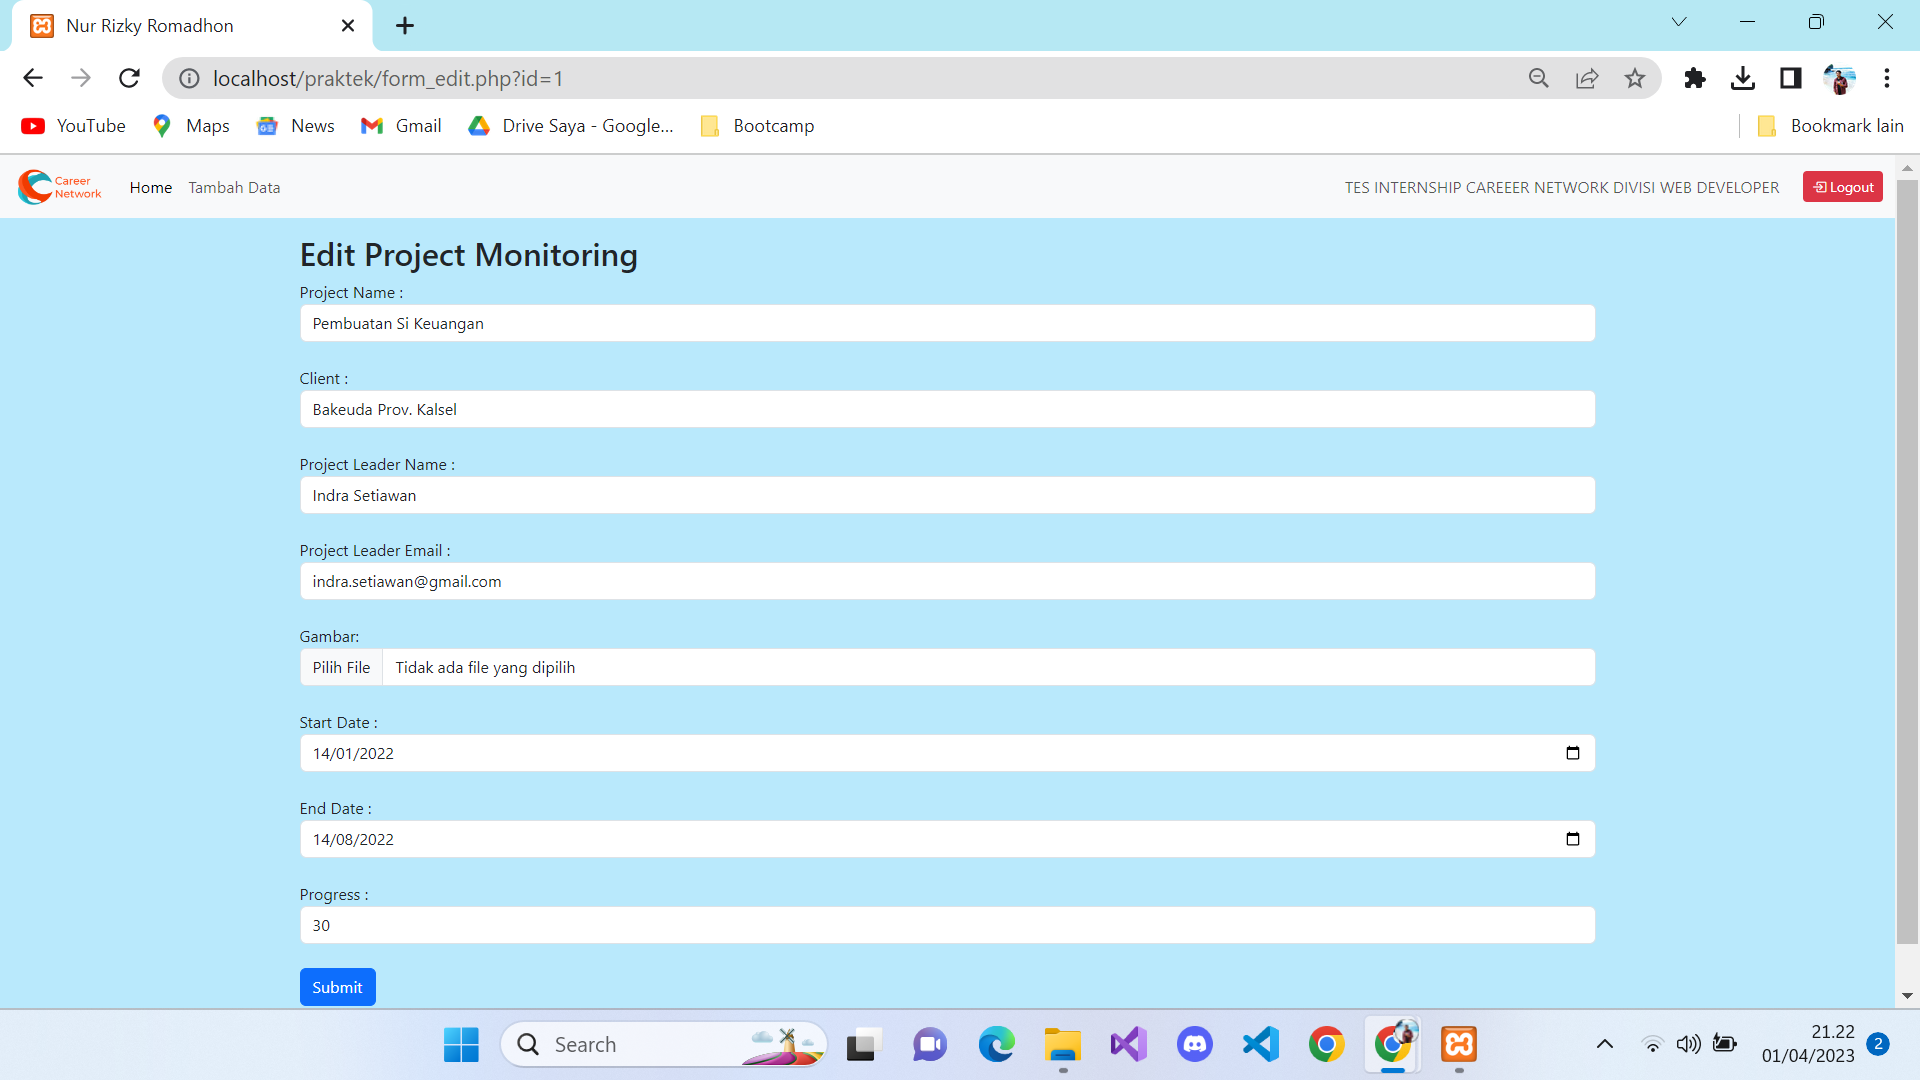 Nur Rizky Romadhon
localhost/praktek/form_edit.php?id=1
YouTube Maps News Gmail Drive Saya - Google... Bootcamp Bookmark lain
Career
Network
Home Tambah Data TES INTERNSHIP CAREEER NETWORK DIVISI WEB DEVELOPER Logout
Edit Project Monitoring
Project Name :
Pembuatan Si Keuangan
Client :
Bakeuda Prov. Kalsel
Project Leader Name :
Indra Setiawan
Project Leader Email :
indra.setiawan@gmail.com
Gambar:
Pilih File Tidak ada file yang dipilih
Start Date :
14/01/2022
End Date :
14/08/2022
Progress :
30
Submit
Search
21.22
01/04/2023
2